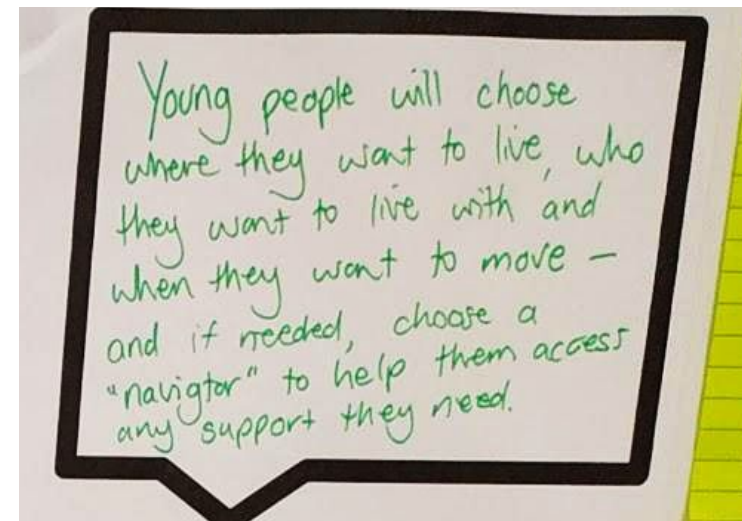 Young people will choose
where they want to live, who
they want to live with and
when they want to move –
and if needed, choose a
"navigtor" to help them access
any support they need.